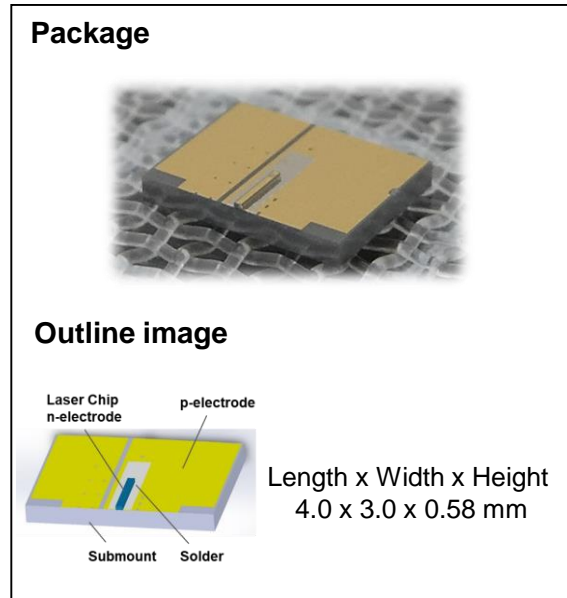 Package
Outline image
Laser Chip
n-electrode
p-electrode
Length x Width x Height
4.0 x 3.0 x 0.58 mm
Submount
Solder